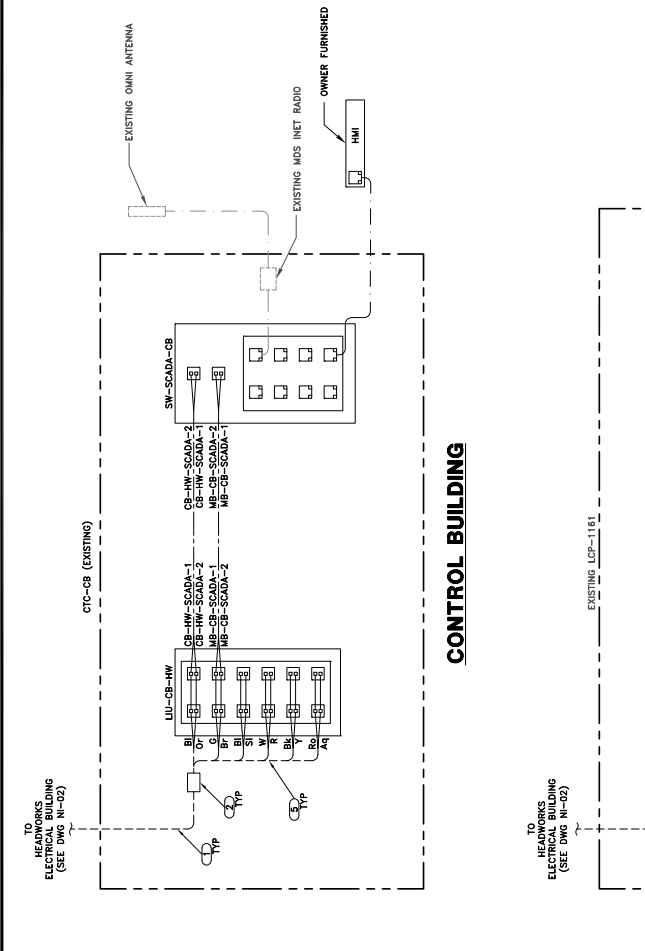 EXISTING OMNI ANTENNA
EXISTING MDS INET RADIO
OWNER FURNISHED
HMI
CTC-CB (EXISTING)
SW-SCADA-CB
CB-HW-SCADA-2
CB-HW-SCADA-1
MB-CB-SCADA-2
MB-CB-SCADA-1
CB-HW-SCADA-1
CB-HW-SCADA-2
MB-CB-SCADA-1
MB-CB-SCADA-2
LIU-CB-HW
Bl
Or
G
Br
Bl
Sl
W
R
Bk
Y
Ro
Aq
2
TYP
5
TYP
1
TYP
TO
HEADWORKS
ELECTRICAL BUILDING
(SEE DWG NI-02)
CONTROL BUILDING
EXISTING LCP-1161
TO
HEADWORKS
ELECTRICAL BUILDING
(SEE DWG NI-02)